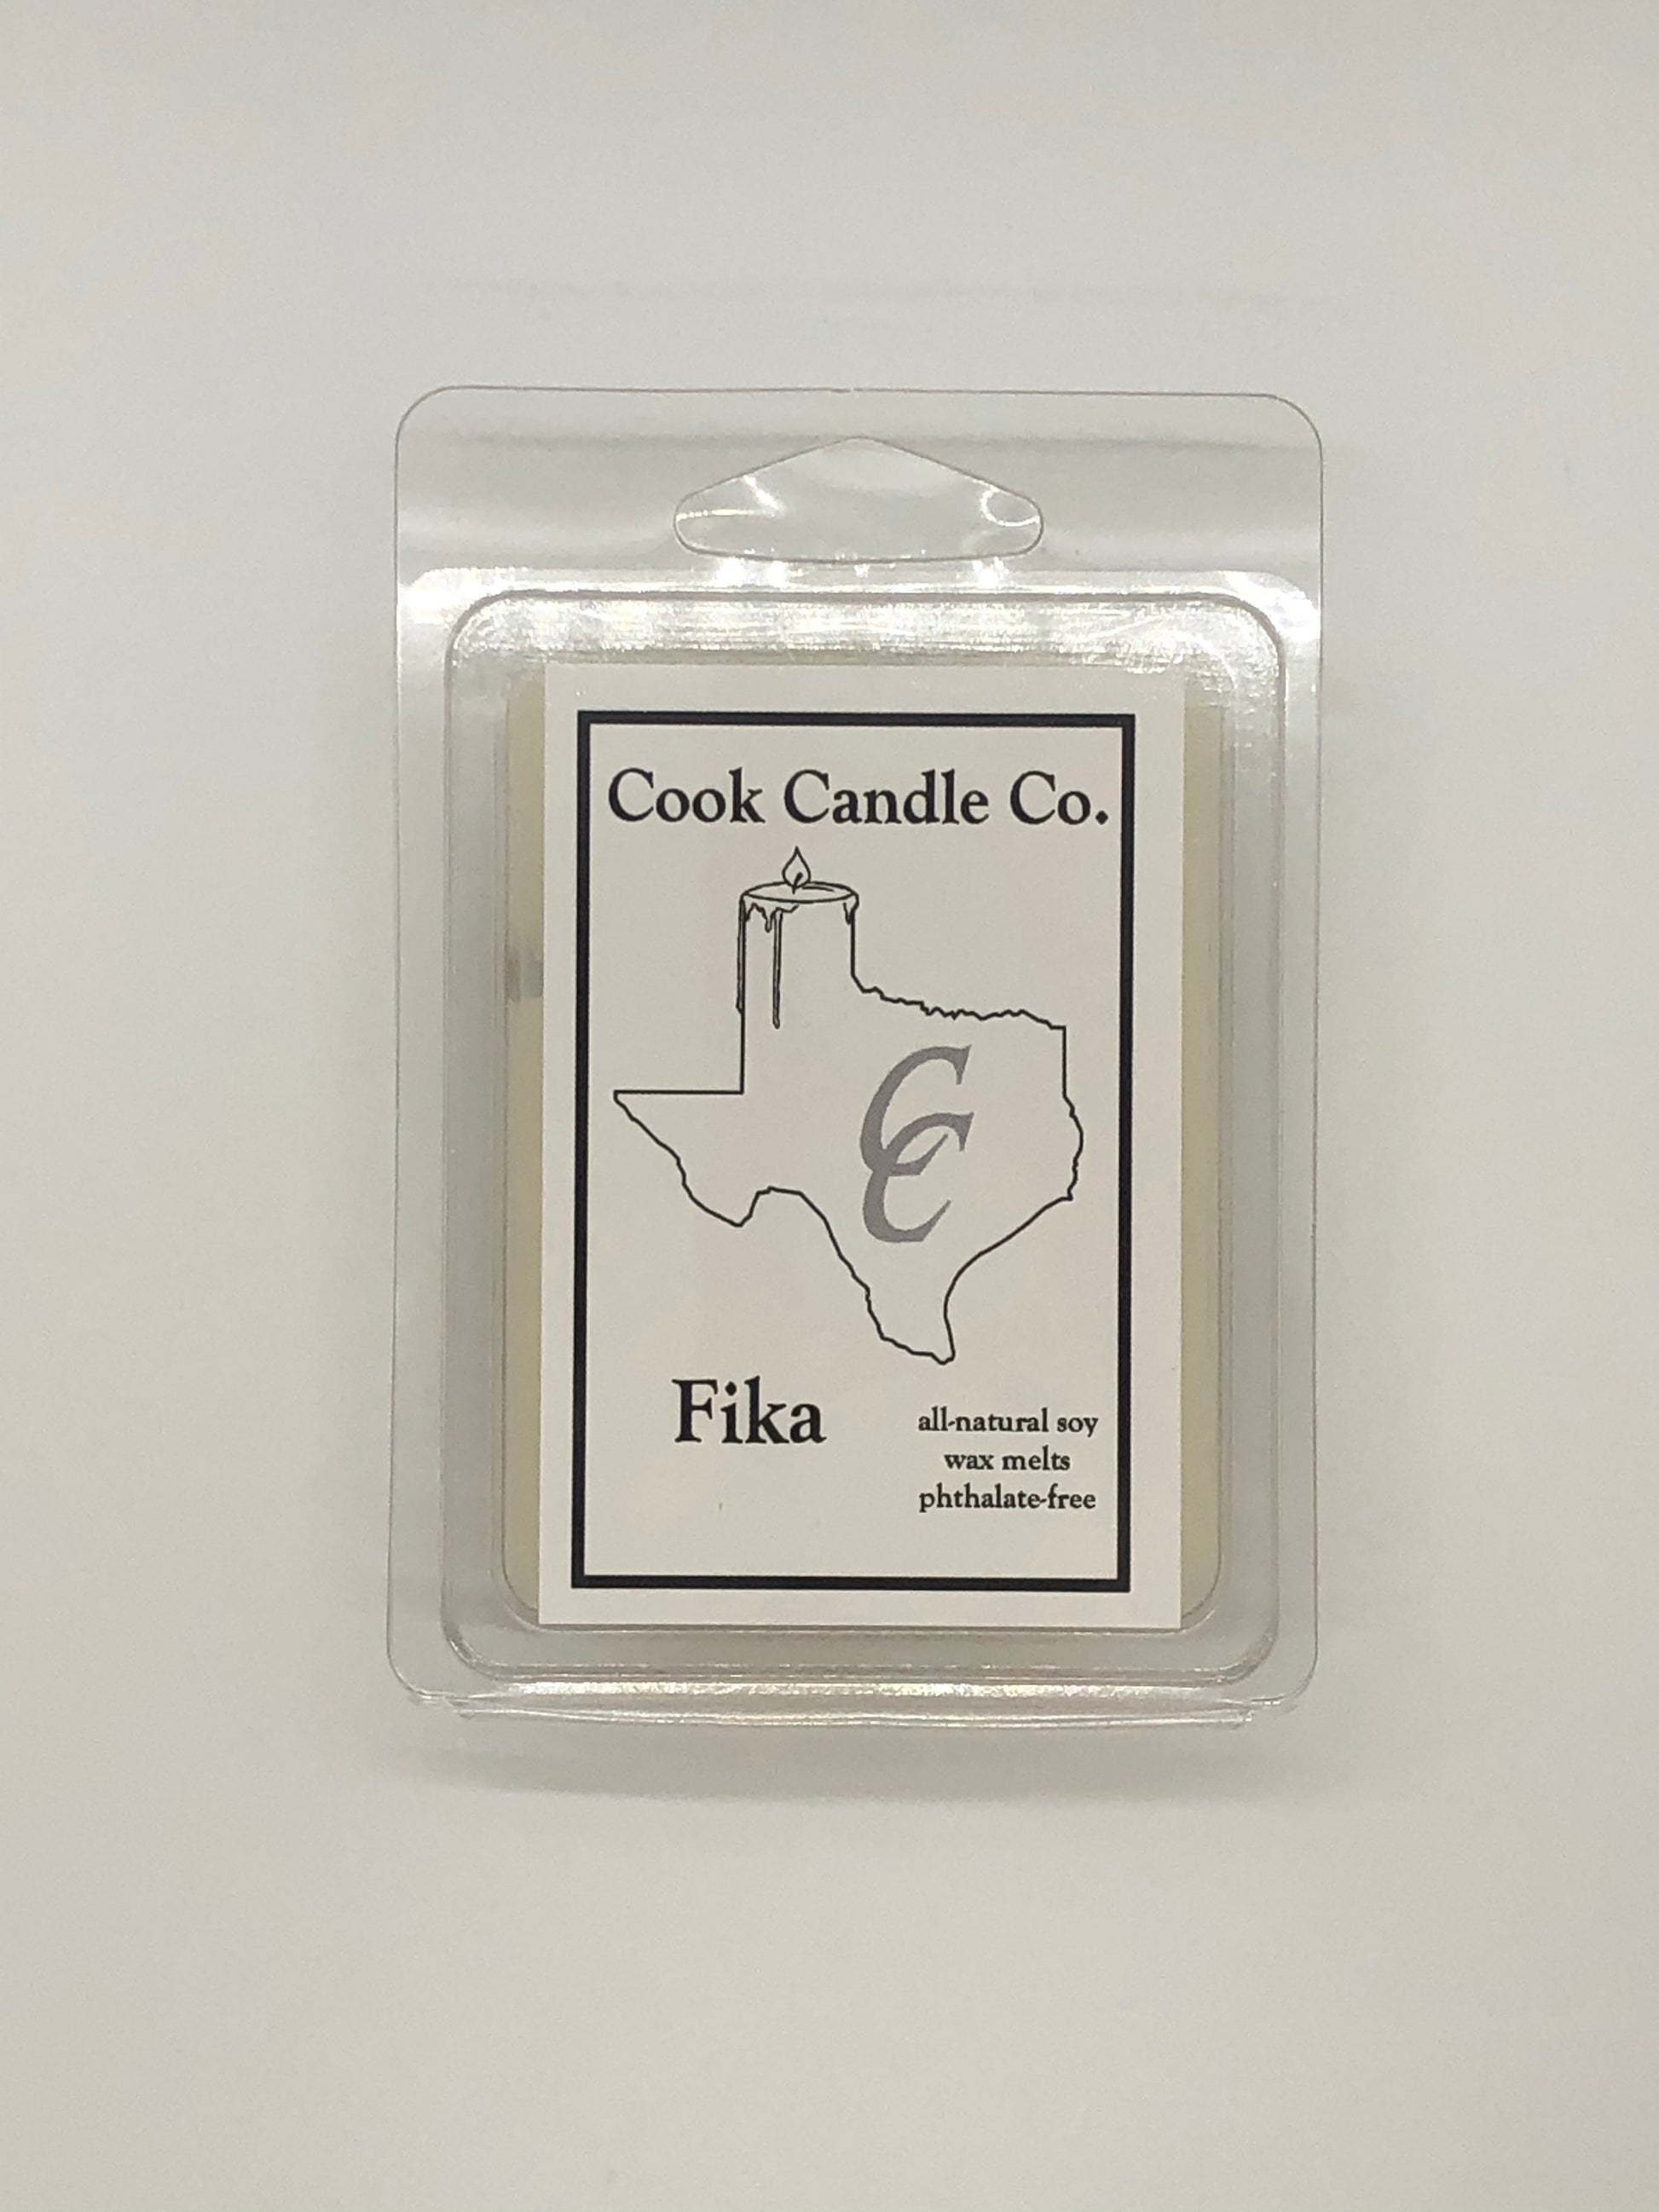 Cook Candle Co.
CC
Fika
all-natural soy
wax melts
phthalate-free